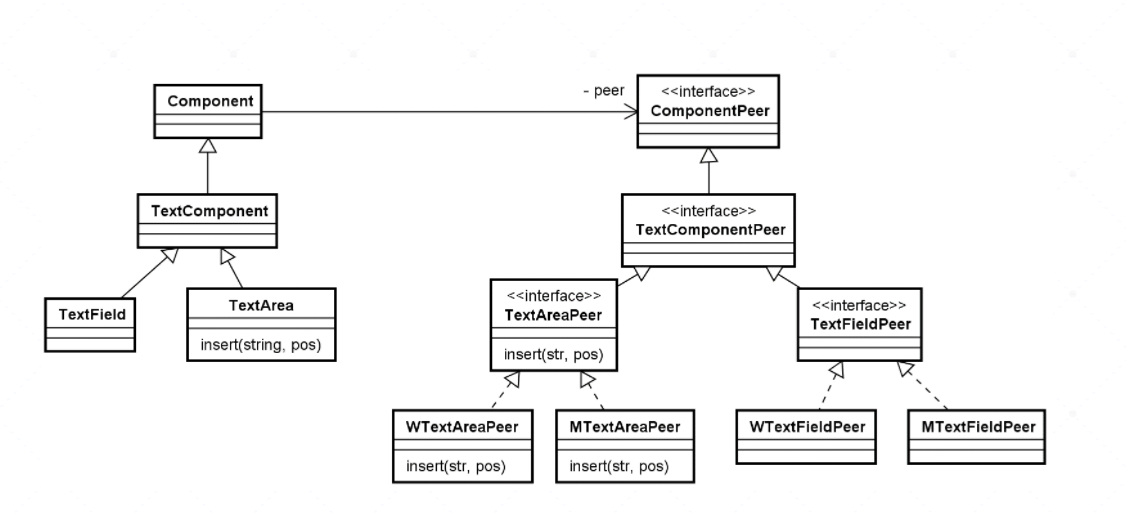 Component
- peer
<<interface>>
ComponentPeer
TextComponent
<<interface>>
TextComponentPeer
TextField
TextArea
insert(string, pos)
<<interface>>
TextAreaPeer
insert(str, pos)
<<interface>>
TextFieldPeer
WTextAreaPeer
insert(str, pos)
MTextAreaPeer
insert(str, pos)
WTextFieldPeer
MTextFieldPeer